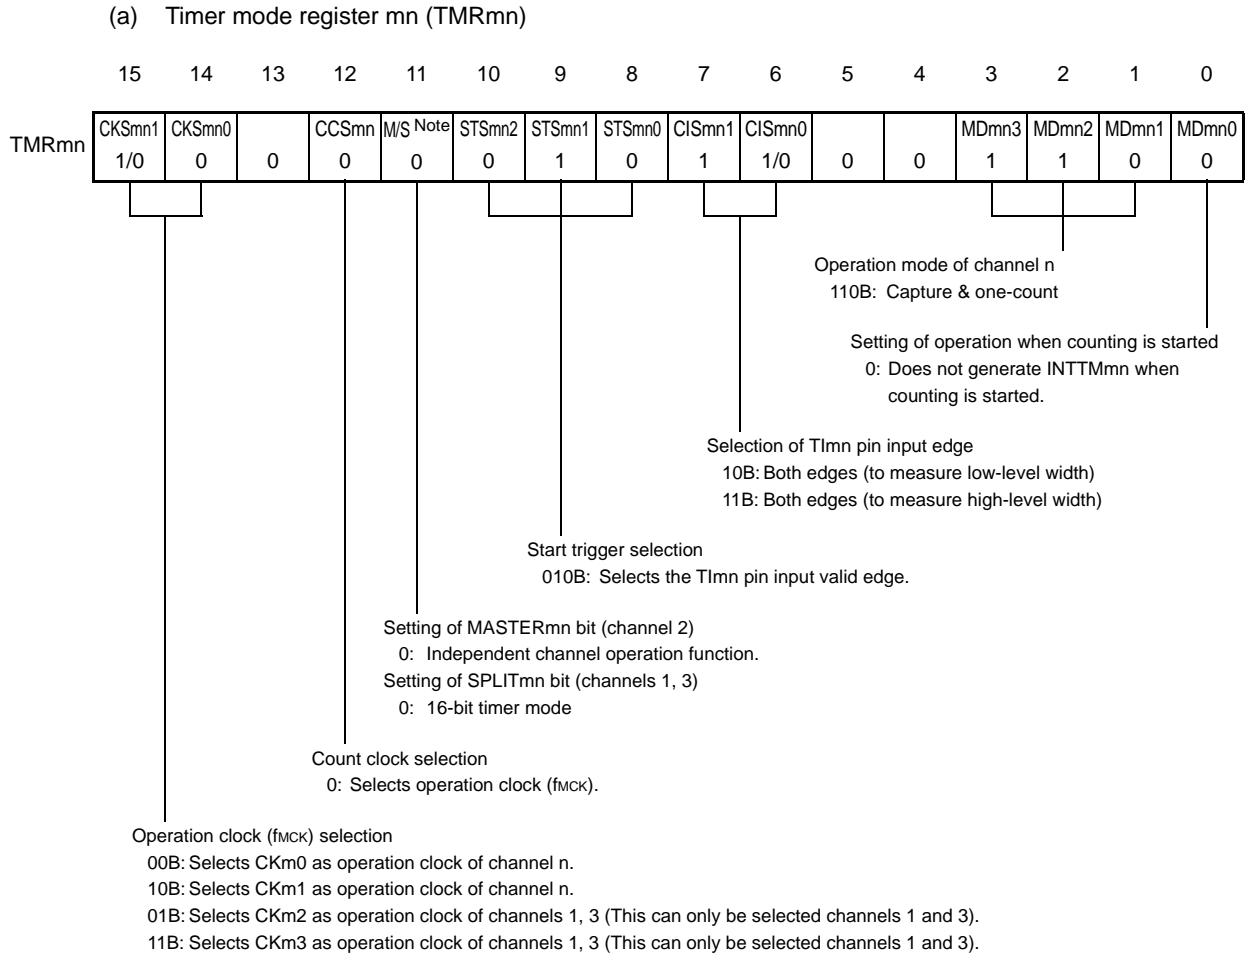 (a) Timer mode register mn (TMRmn)
15 14 13 12 11 10 9 8 7 6 5 4 3 2 1 0
TMRmn
CKSmn1 CKSmn0 CCSmn M/S Note STSmn2 STSmn1 STSmn0 CISmn1 CISmn0 MDmn3 MDmn2 MDmn1 MDmn0
1/0 0 0 0 0 0 1 0 1 1/0 0 0 1 1 0 0
Operation mode of channel n
110B: Capture & one-count
Setting of operation when counting is started
0: Does not generate INTTMmn when
counting is started.
Selection of TImn pin input edge
10B: Both edges (to measure low-level width)
11B: Both edges (to measure high-level width)
Start trigger selection
010B: Selects the TImn pin input valid edge.
Setting of MASTERmn bit (channel 2)
0: Independent channel operation function.
Setting of SPLITmn bit (channels 1, 3)
0: 16-bit timer mode
Count clock selection
0: Selects operation clock (fMCK).
Operation clock (fMCK) selection
00B: Selects CKm0 as operation clock of channel n.
10B: Selects CKm1 as operation clock of channel n.
01B: Selects CKm2 as operation clock of channels 1, 3 (This can only be selected channels 1 and 3).
11B: Selects CKm3 as operation clock of channels 1, 3 (This can only be selected channels 1 and 3).